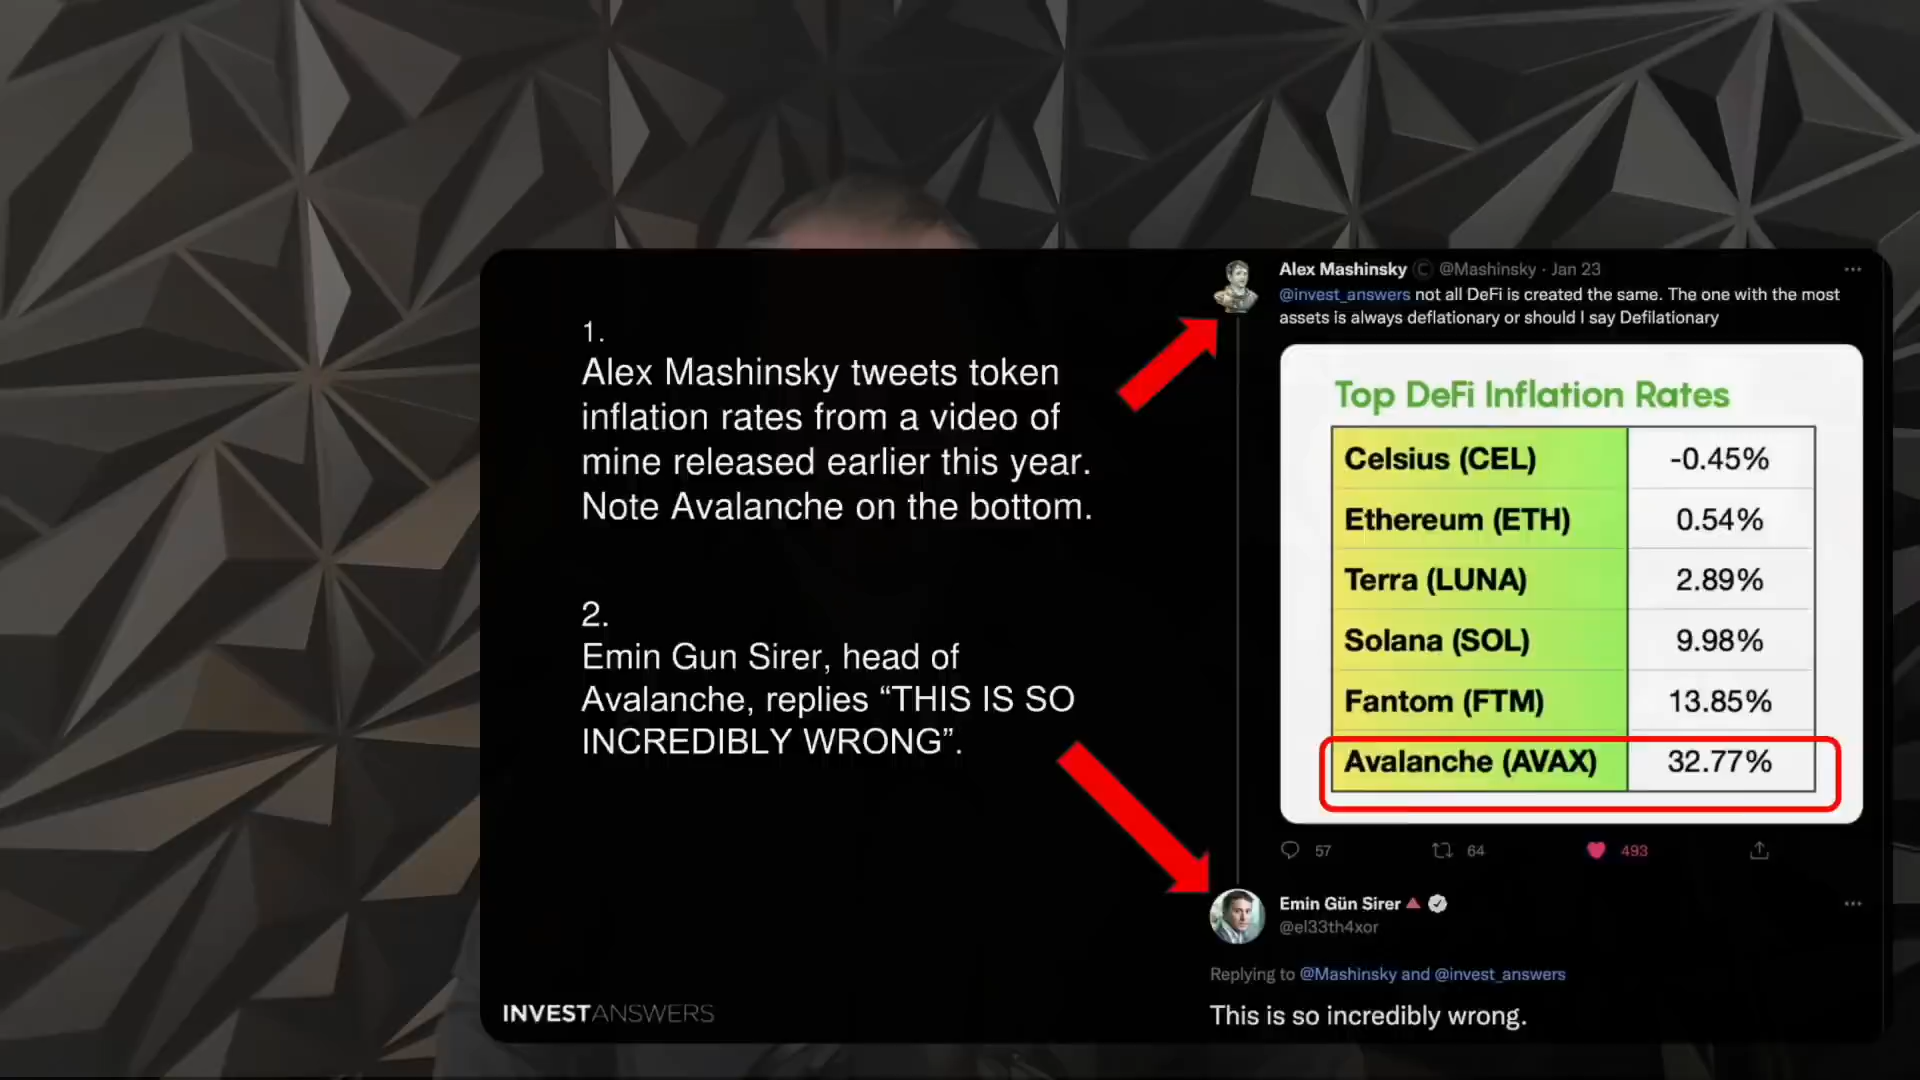 1.
Alex Mashinsky tweets token
inflation rates from a video of
mine released earlier this year.
Note Avalanche on the bottom.
2.
Emin Gun Sirer, head of
Avalanche, replies “THIS IS SO
INCREDIBLY WRONG”.
INVESTANSWERS
Alex Mashinsky Ⓒ @Mashinsky · Jan 23
@invest_answers not all DeFi is created the same. The one with the most
assets is always deflationary or should I say Defilationary
Top DeFi Inflation Rates
Celsius (CEL) -0.45%
Ethereum (ETH) 0.54%
Terra (LUNA) 2.89%
Solana (SOL) 9.98%
Fantom (FTM) 13.85%
Avalanche (AVAX) 32.77%
57 64 493
Emin Gün Sirer
@el33th4xor
Replying to @Mashinsky and @invest_answers
This is so incredibly wrong.